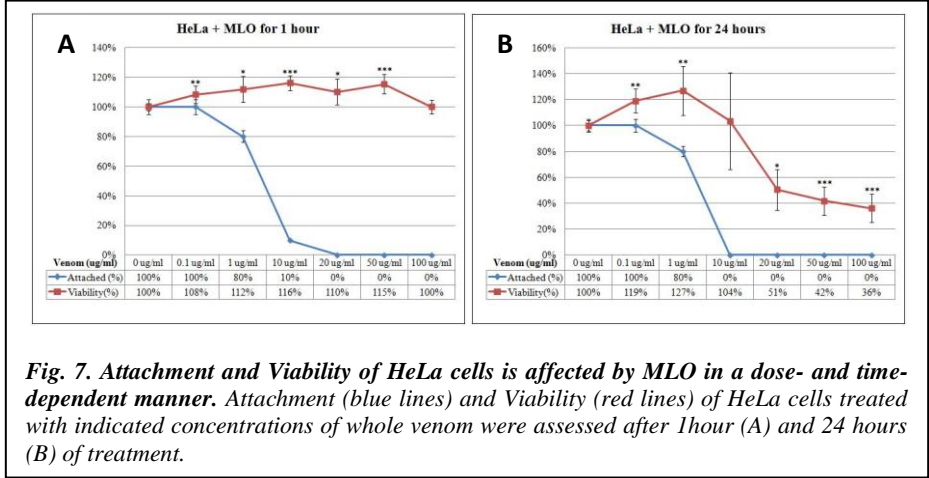 A
HeLa + MLO for 1 hour
140%
120%
100%
80%
60%
40%
20%
0%
** * *** * ***
Venom (ug/ml) 0 ug/ml 0.1 ug/ml 1 ug/ml 10 ug/ml 20 ug/ml 50 ug/ml 100 ug/ml
Attached (%) 100% 100% 80% 10% 0% 0% 0%
Viability(%) 100% 108% 112% 116% 110% 115% 100%
B
HeLa + MLO for 24 hours
160%
140%
120%
100%
80%
60%
40%
20%
0%
* ** ** * *** ***
Venom (ug/ml) 0 ug/ml 0.1 ug/ml 1 ug/ml 10 ug/ml 20 ug/ml 50 ug/ml 100 ug/ml
Attached (%) 100% 100% 80% 0% 0% 0% 0%
Viability(%) 100% 119% 127% 104% 51% 42% 36%
Fig. 7. Attachment and Viability of HeLa cells is affected by MLO in a dose- and time-
dependent manner. Attachment (blue lines) and Viability (red lines) of HeLa cells treated
with indicated concentrations of whole venom were assessed after 1hour (A) and 24 hours
(B) of treatment.